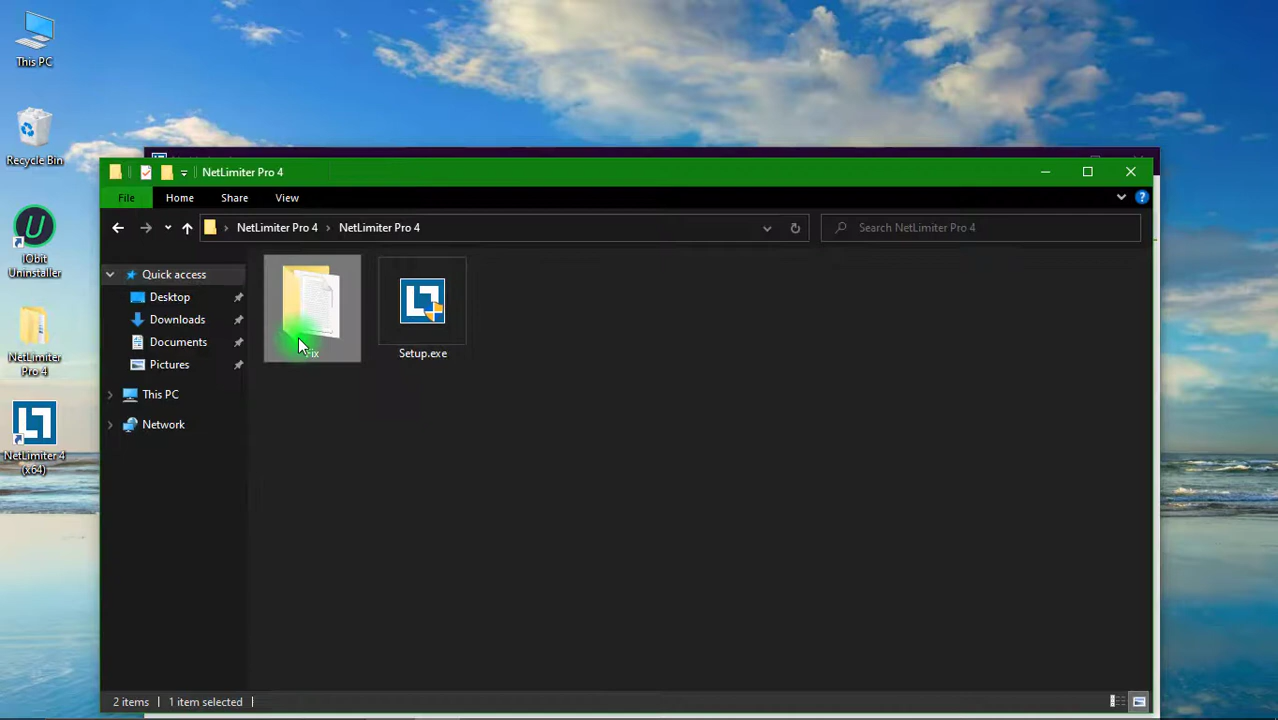 This PC
Recycle Bin
IObit
Uninstaller
NetLimiter
Pro 4
NetLimiter 4
(x64)
NetLimiter Pro 4
File
Home
Share
View
NetLimiter Pro 4
NetLimiter Pro 4
Search NetLimiter Pro 4
Quick access
Desktop
Downloads
Documents
Pictures
This PC
Network
Setup.exe
2 items
1 item selected